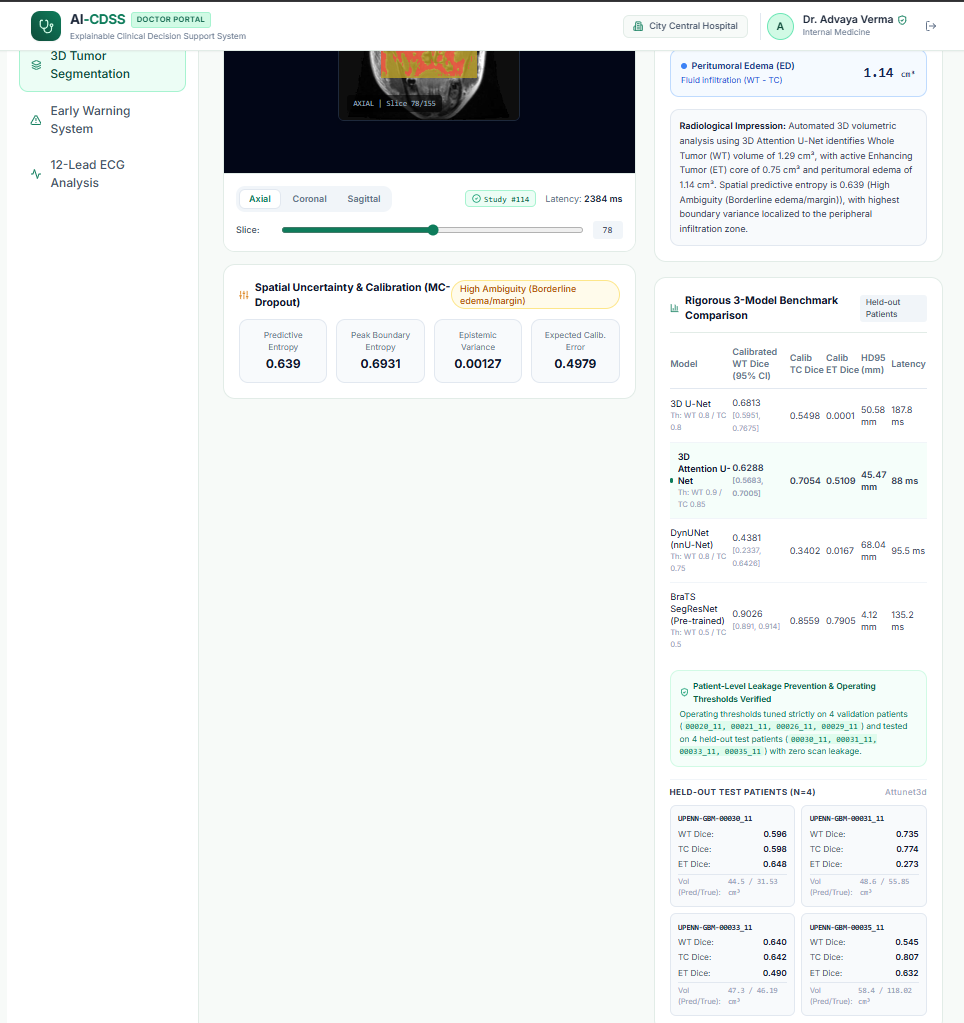 AI-CDSS DOCTOR PORTAL
Explainable Clinical Decision Support System
City Central Hospital
A
Dr. Advaya Verma
Internal Medicine
3D Tumor
Segmentation
Early Warning
System
12-Lead ECG
Analysis
AXIAL | Slice 78/155
Axial Coronal Sagittal
Study #114
Latency: 2384 ms
Slice:
78
Spatial Uncertainty & Calibration (MC-
Dropout)
High Ambiguity (Borderline
edema/margin)
Predictive
Entropy
0.639
Peak Boundary
Entropy
0.6931
Epistemic
Variance
0.00127
Expected Calib.
Error
0.4979
Peritumoral Edema (ED)
Fluid infiltration (WT - TC)
1.14 cm³
Radiological Impression: Automated 3D volumetric
analysis using 3D Attention U-Net identifies Whole
Tumor (WT) volume of 1.29 cm³, with active Enhancing
Tumor (ET) core of 0.75 cm³ and peritumoral edema of
1.14 cm³. Spatial predictive entropy is 0.639 (High
Ambiguity (Borderline edema/margin)), with highest
boundary variance localized to the peripheral
infiltration zone.
Rigorous 3-Model Benchmark
Comparison
Held-out
Patients
Model
Calibrated
WT Dice
(95% CI)
Calib
TC Dice
Calib
ET Dice
HD95
(mm)
Latency
3D U-Net
Th: WT 0.8 / TC
0.8
0.6813
[0.5951,
0.7675]
0.5498
0.0001
50.58
mm
187.8
ms
3D
Attention U-
Net
Th: WT 0.9 /
TC 0.85
0.6288
[0.5683,
0.7005]
0.7054
0.5109
45.47
mm
88 ms
DynUNet
(nnU-Net)
Th: WT 0.8 / TC
0.75
0.4381
[0.2337,
0.6426]
0.3402
0.0167
68.04
mm
95.5 ms
BraTS
SegResNet
(Pre-trained)
Th: WT 0.5 / TC
0.5
0.9026
[0.891, 0.914]
0.8559
0.7905
4.12
mm
135.2
ms
Patient-Level Leakage Prevention & Operating
Thresholds Verified
Operating thresholds tuned strictly on 4 validation patients
( 00020_11, 00021_11, 00026_11, 00029_11 ) and tested
on 4 held-out test patients ( 00030_11, 00031_11,
00033_11, 00035_11 ) with zero scan leakage.
HELD-OUT TEST PATIENTS (N=4)
Attunet3d
UPENN-GBM-00030_11
WT Dice: 0.596
TC Dice: 0.598
ET Dice: 0.648
Vol
(Pred/True):
44.5 / 31.53
cm³
UPENN-GBM-00031_11
WT Dice: 0.735
TC Dice: 0.774
ET Dice: 0.273
Vol
(Pred/True):
48.6 / 55.85
cm³
UPENN-GBM-00033_11
WT Dice: 0.640
TC Dice: 0.642
ET Dice: 0.490
Vol
(Pred/True):
47.3 / 46.19
cm³
UPENN-GBM-00035_11
WT Dice: 0.545
TC Dice: 0.807
ET Dice: 0.632
Vol
(Pred/True):
58.4 / 118.02
cm³